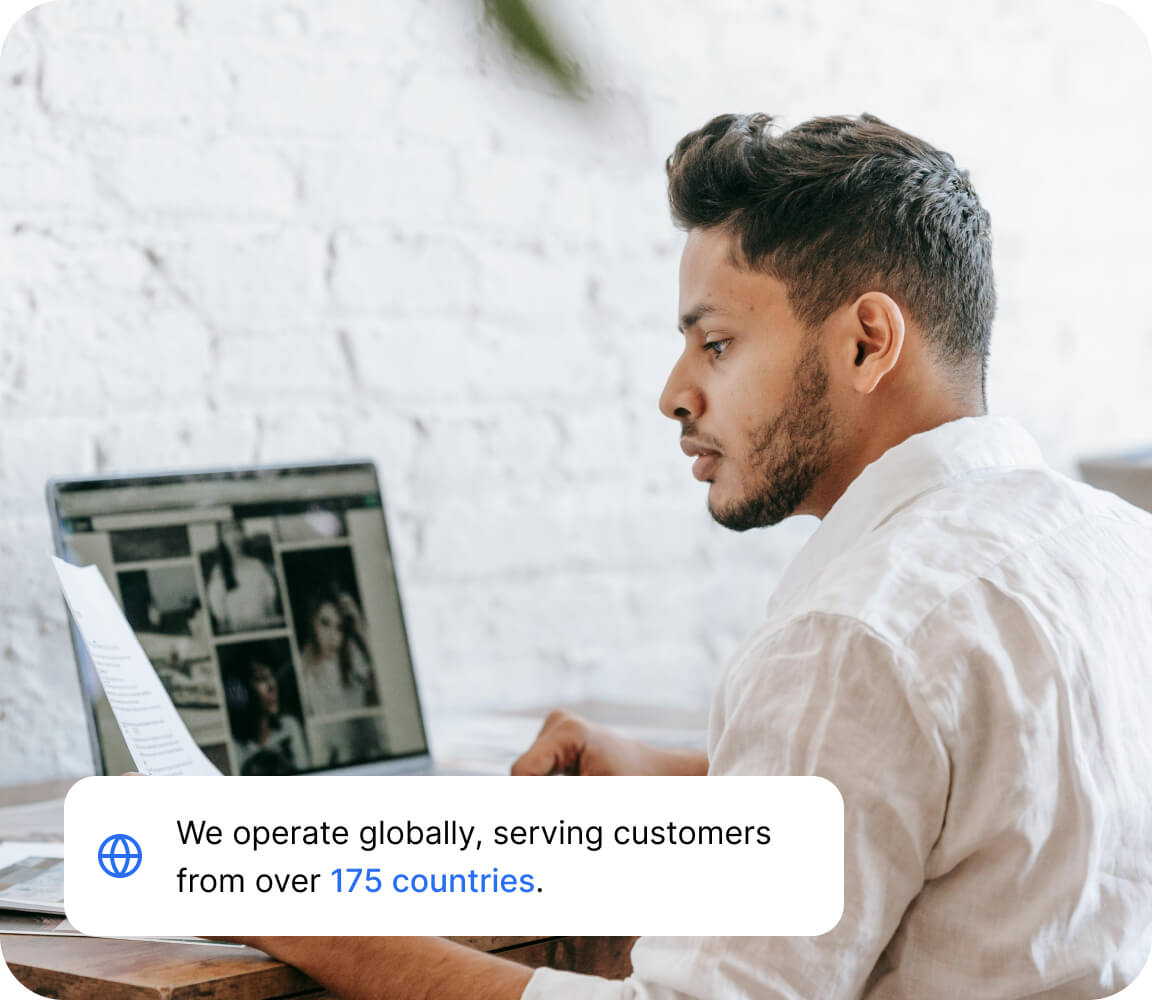 We operate globally, serving customers
from over 175 countries.